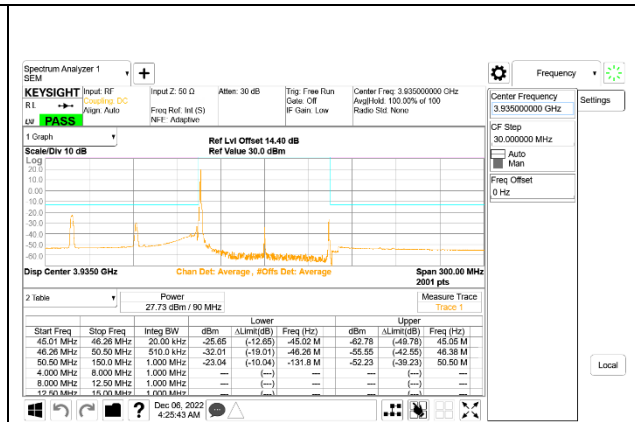 Spectrum Analyzer 1
SEM
+
Frequency
KEYSIGHT
Input: RF
Input Z: 50 Ω
Atten: 30 dB
Trig: Free Run
Center Freq: 3.935000000 GHz
RL
Coupling: DC
Gate: Off
Avg|Hold: 100.00% of 100
Align: Auto
Freq Ref: Int (S)
IF Gain: Low
Radio Std: None
NFE: Adaptive
PASS
Center Frequency
3.935000000 GHz
Settings
CF Step
30.000000 MHz
Auto
Man
Freq Offset
0 Hz
1 Graph
Ref Lvl Offset 14.40 dB
Scale/Div 10 dB
Ref Value 30.0 dBm
Log
20.0
10.0
0.00
-10.0
-20.0
-30.0
-40.0
-50.0
-60.0
Disp Center 3.9350 GHz
Chan Det: Average , #Offs Det: Average
Span 300.00 MHz
2001 pts
2 Table
Power
27.73 dBm / 90 MHz
Measure Trace
Trace 1
Lower
Upper
Start Freq Stop Freq Integ BW dBm ΔLimit(dB) Freq (Hz) dBm ΔLimit(dB) Freq (Hz)
45.01 MHz 46.26 MHz 20.00 kHz -25.65 (-12.65) -45.02 M -62.78 (-49.78) 45.05 M
46.26 MHz 50.50 MHz 510.0 kHz -32.01 (-19.01) -46.26 M -55.55 (-42.55) 46.38 M
50.50 MHz 150.0 MHz 1.000 MHz -23.04 (-10.04) -131.8 M -52.23 (-39.23) 50.50 M
4.000 MHz 8.000 MHz 1.000 MHz --- (---) --- (---)
8.000 MHz 12.50 MHz 1.000 MHz --- (---) --- (---)
12.50 MHz 15.00 MHz 1.000 MHz --- (---) --- (---)
Local
?
Dec 06, 2022
4:25:43 AM